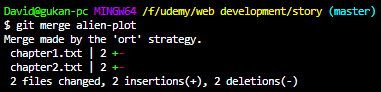 David@gukan-pc MINGW64 /f/udemy/web development/story (master)
$ git merge alien-plot
Merge made by the 'ort' strategy.
 chapter1.txt | 2 +-
 chapter2.txt | 2 +-
 2 files changed, 2 insertions(+), 2 deletions(-)